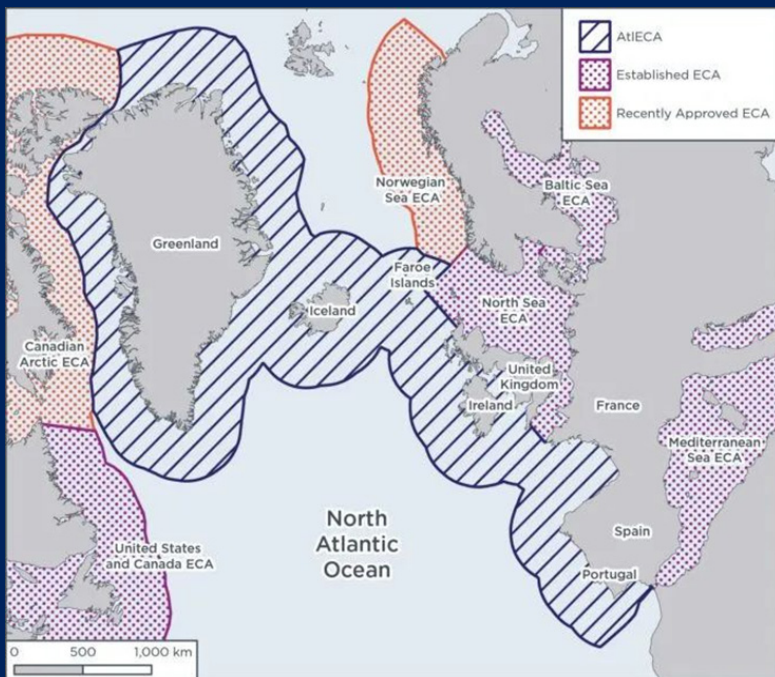 AtlECA
Established ECA
Recently Approved ECA
Norwegian
Sea ECA
Baltic Sea
ECA
Greenland
Faroe
Islands
Iceland
North Sea
ECA
Canadian
Arctic ECA
United
Kingdom
Ireland
France
Mediterranean
Sea ECA
North
Atlantic
Ocean
Spain
United States
and Canada ECA
Portugal
0 500 1,000 km